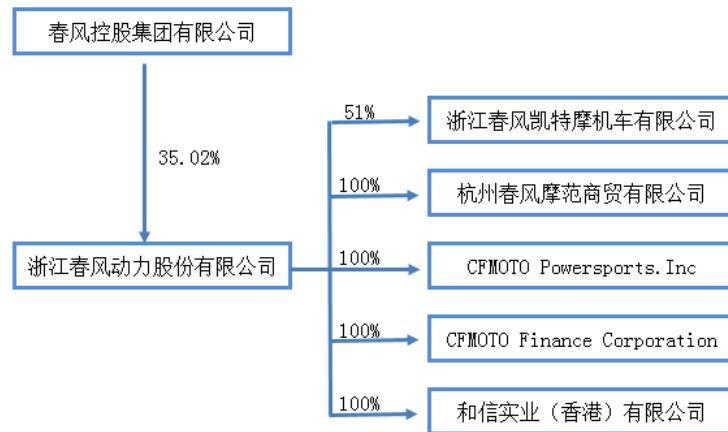 春风控股集团有限公司
35.02%
浙江春风动力股份有限公司
51%
浙江春风凯特摩机车有限公司
100%
杭州春风摩范商贸有限公司
100%
CFMOTO Powersports.Inc
100%
CFMOTO Finance Corporation
100%
和信实业（香港）有限公司